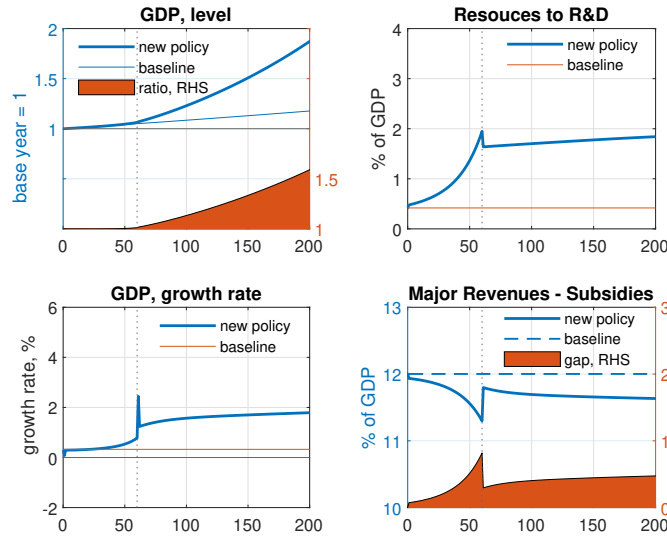 GDP, level
2
1.5
1
base year = 1
new policy
baseline
ratio, RHS
1.5
1
0 50 100 150 200
Resouces to R&D
4
3
2
1
0
% of GDP
new policy
baseline
0 50 100 150 200
GDP, growth rate
6
4
2
0
-2
growth rate, %
new policy
baseline
0 50 100 150 200
Major Revenues - Subsidies
13
12
11
10
% of GDP
new policy
baseline
gap, RHS
3
2
1
0
0 50 100 150 200